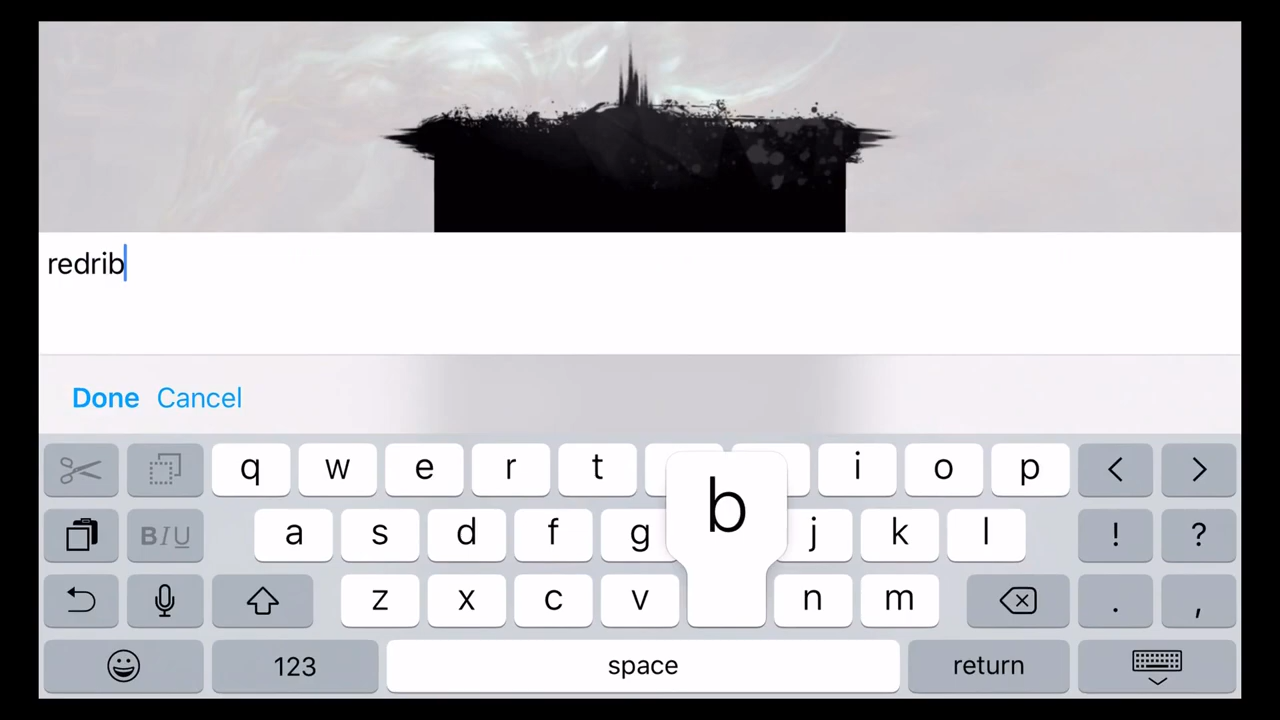 redrib
Done Cancel
q w e r t i o p < >
b
B I U a s d f g j k l ! ?
z x c v n m . ,
123 space return